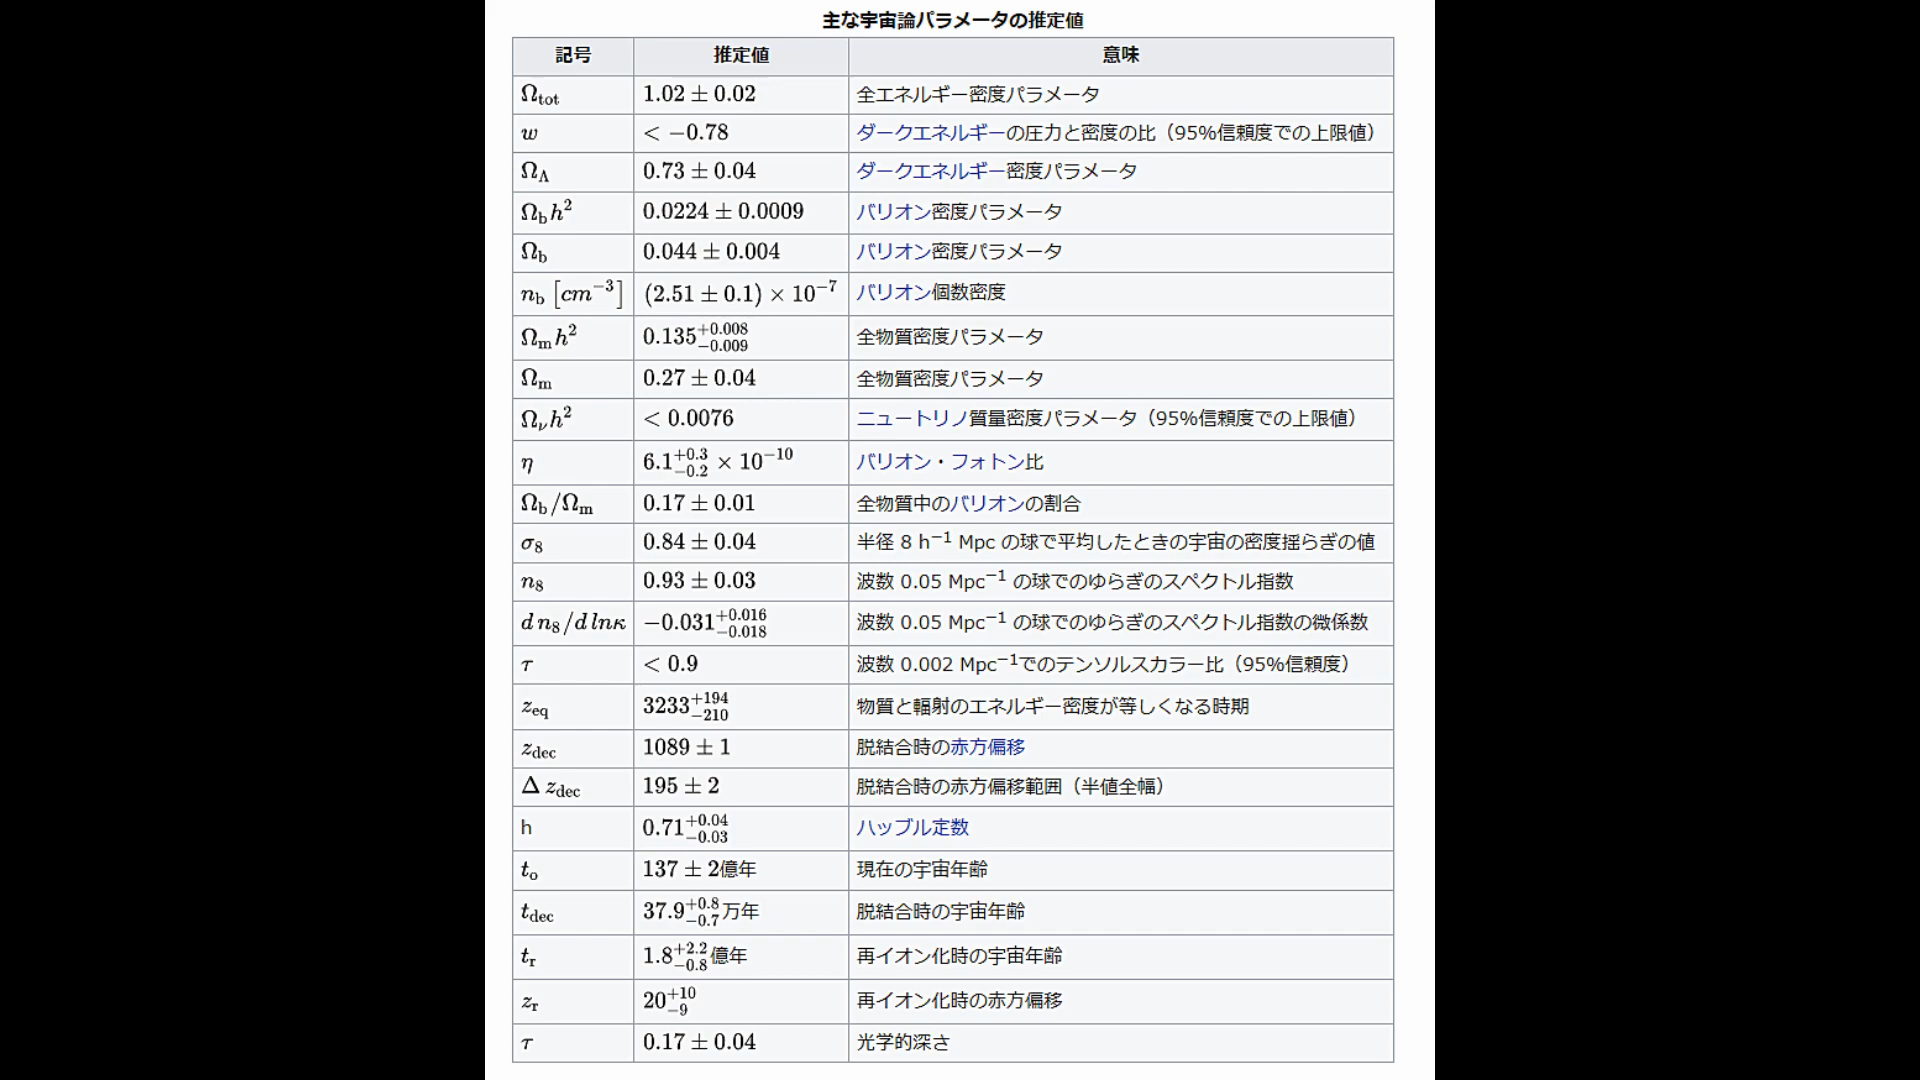 主な宇宙論パラメータの推定値
記号 推定値 意味
Ω_tot 1.02 ± 0.02 全エネルギー密度パラメータ
w < −0.78 ダークエネルギーの圧力と密度の比（95%信頼度での上限値）
Ω_Λ 0.73 ± 0.04 ダークエネルギー密度パラメータ
Ω_b h² 0.0224 ± 0.0009 バリオン密度パラメータ
Ω_b 0.044 ± 0.004 バリオン密度パラメータ
n_b [cm⁻³] (2.51 ± 0.1) × 10⁻⁷ バリオン個数密度
Ω_m h² 0.135 +0.008 −0.009 全物質密度パラメータ
Ω_m 0.27 ± 0.04 全物質密度パラメータ
Ω_ν h² < 0.0076 ニュートリノ質量密度パラメータ（95%信頼度での上限値）
η 6.1 +0.3 −0.2 × 10⁻¹⁰ バリオン・フォトン比
Ω_b/Ω_m 0.17 ± 0.01 全物質中のバリオンの割合
σ₈ 0.84 ± 0.04 半径 8 h⁻¹ Mpc の球で平均したときの宇宙の密度揺らぎの値
n₈ 0.93 ± 0.03 波数 0.05 Mpc⁻¹ の球でのゆらぎのスペクトル指数
d n₈/d lnκ −0.031 +0.016 −0.018 波数 0.05 Mpc⁻¹ の球でのゆらぎのスペクトル指数の微係数
τ < 0.9 波数 0.002 Mpc⁻¹でのテンソルスカラー比（95%信頼度）
z_eq 3233 +194 −210 物質と輻射のエネルギー密度が等しくなる時期
z_dec 1089 ± 1 脱結合時の赤方偏移
Δ z_dec 195 ± 2 脱結合時の赤方偏移範囲（半値全幅）
h 0.71 +0.04 −0.03 ハッブル定数
t_o 137 ± 2億年 現在の宇宙年齢
t_dec 37.9 +0.8 −0.7 万年 脱結合時の宇宙年齢
t_r 1.8 +2.2 −0.8 億年 再イオン化時の宇宙年齢
z_r 20 +10 −9 再イオン化時の赤方偏移
τ 0.17 ± 0.04 光学的深さ